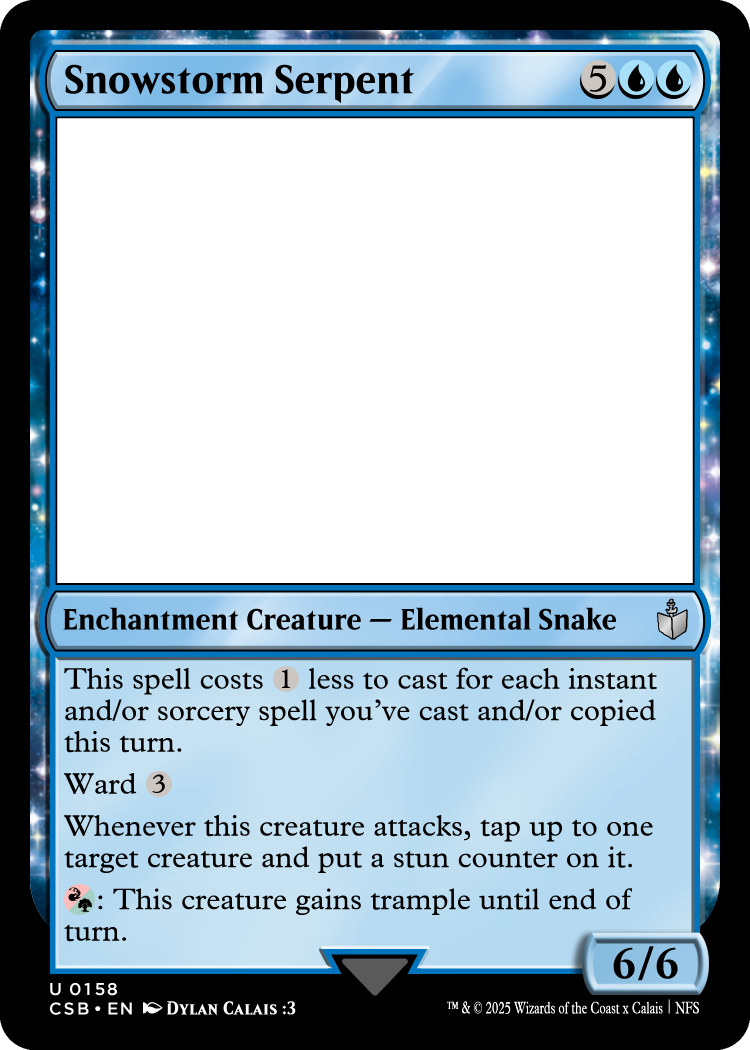 Snowstorm Serpent 5
Enchantment Creature — Elemental Snake
This spell costs 1 less to cast for each instant
and/or sorcery spell you've cast and/or copied
this turn.
Ward 3
Whenever this creature attacks, tap up to one
target creature and put a stun counter on it.
: This creature gains trample until end of
turn.
6/6
U 0158
CSB • EN DYLAN CALAIS :3
™ & © 2025 Wizards of the Coast x Calais | NFS